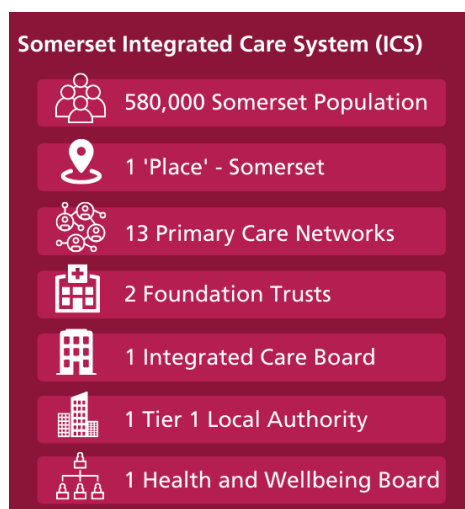 Somerset Integrated Care System (ICS)
580,000 Somerset Population
1 'Place' - Somerset
13 Primary Care Networks
2 Foundation Trusts
1 Integrated Care Board
1 Tier 1 Local Authority
1 Health and Wellbeing Board